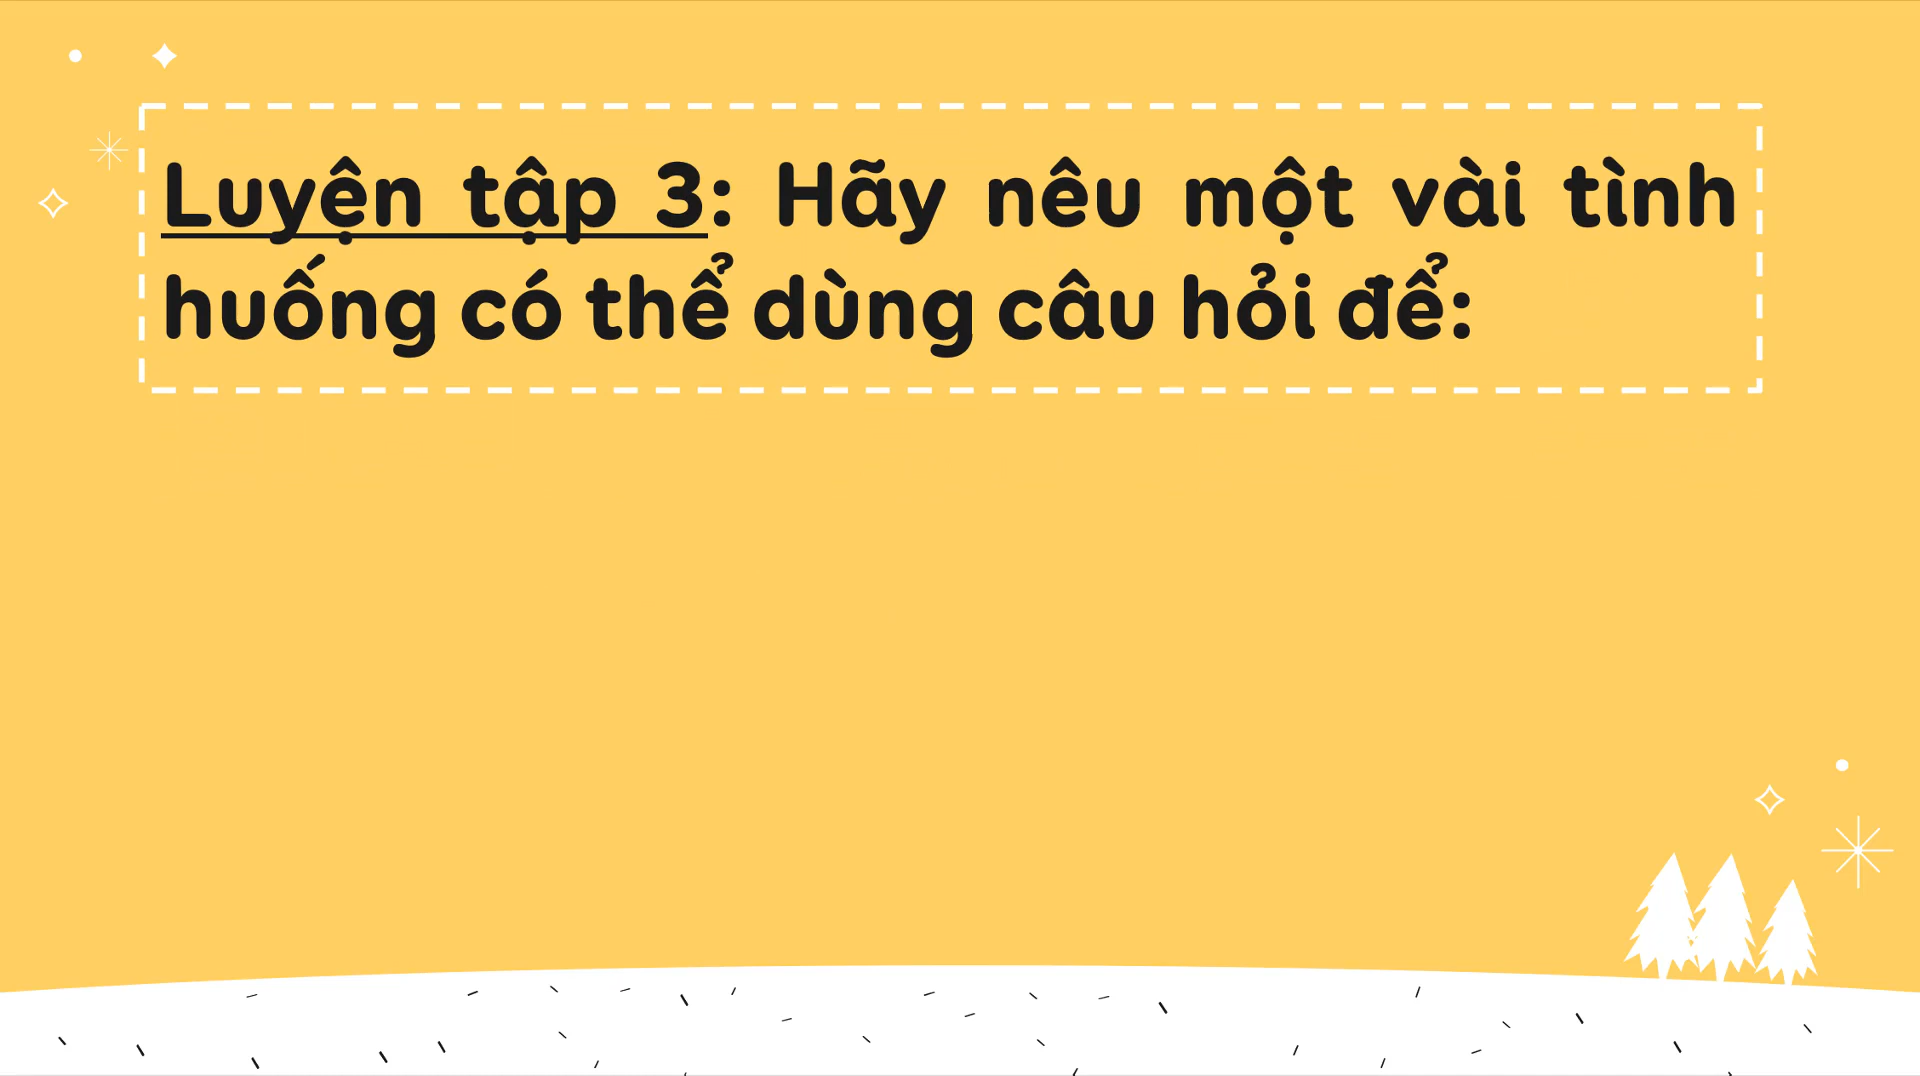 Luyện tập 3: Hãy nêu một vài tình
huống có thể dùng câu hỏi để: